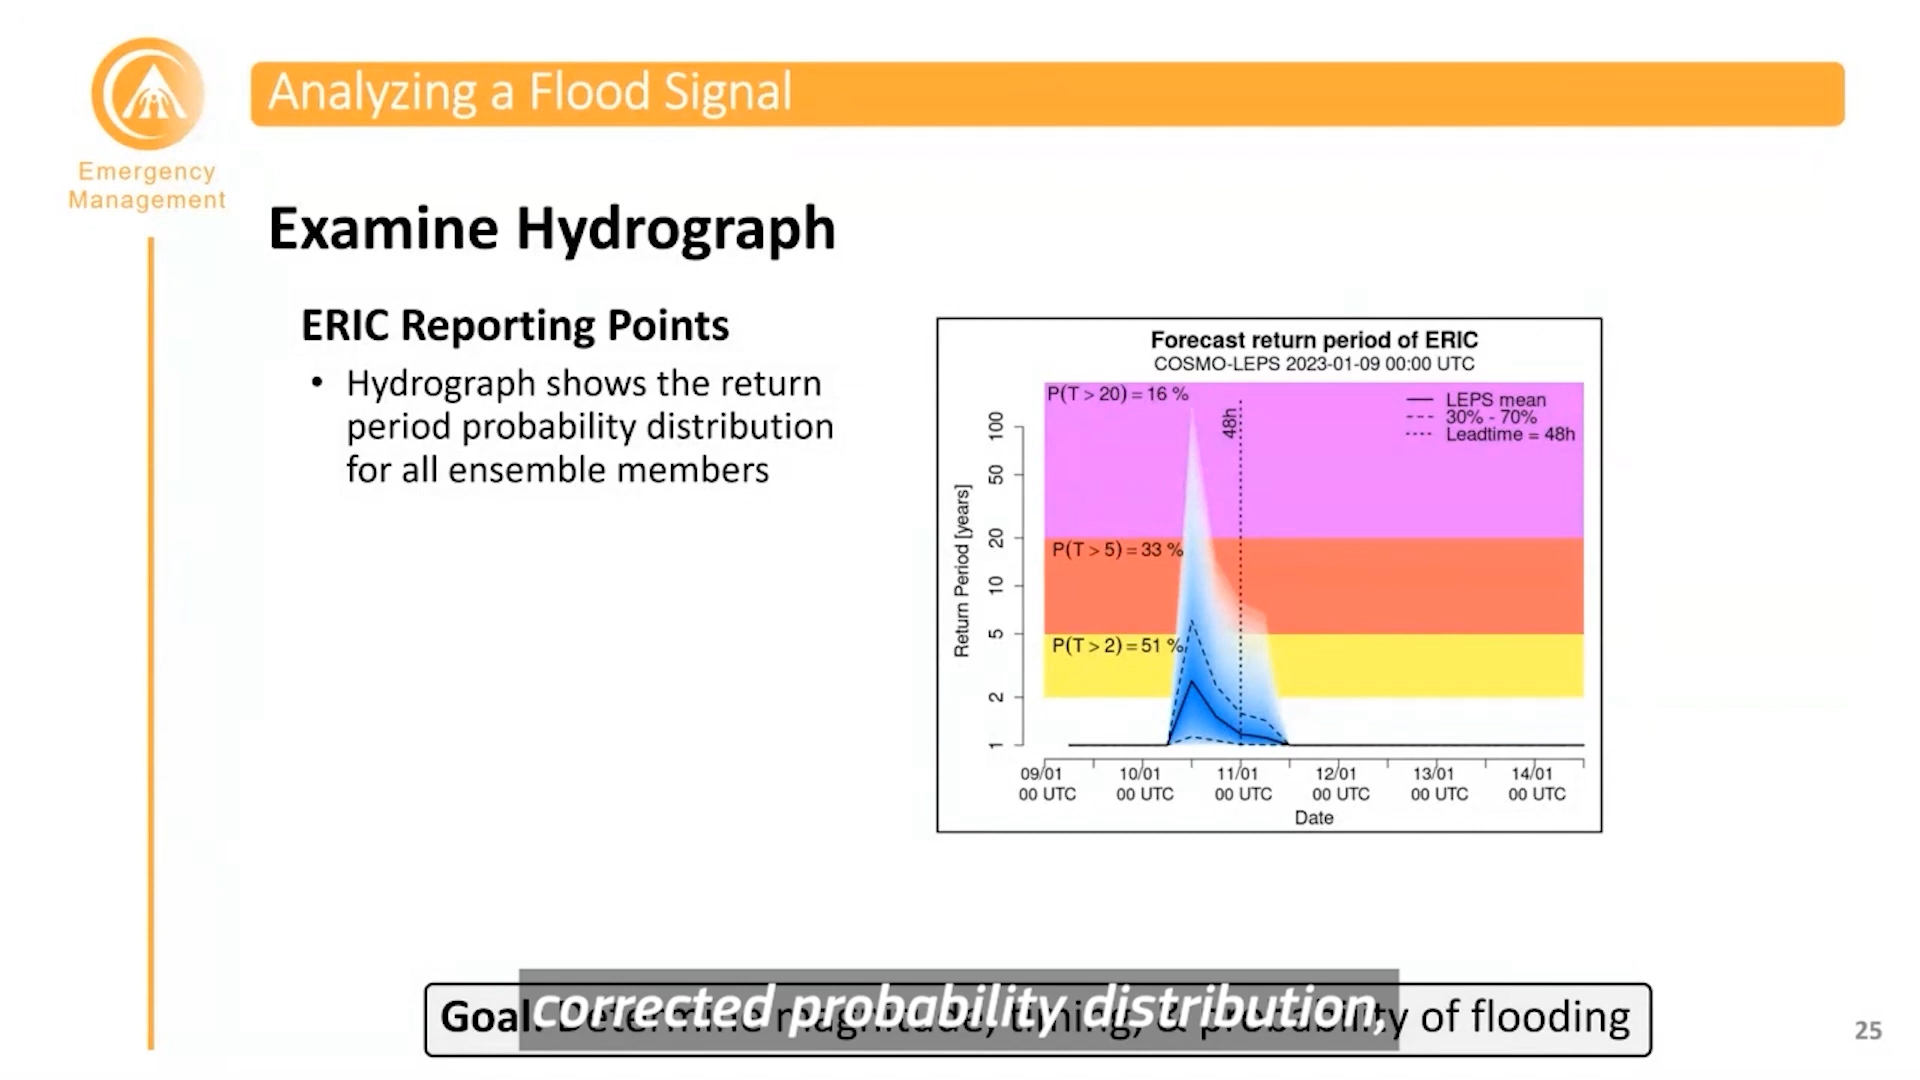 Analyzing a Flood Signal
Emergency
Management
Examine Hydrograph
ERIC Reporting Points
• Hydrograph shows the return
period probability distribution
for all ensemble members
Forecast return period of ERIC
COSMO-LEPS 2023-01-09 00:00 UTC
P(T > 20) = 16 %
48h
LEPS mean
30% - 70%
Leadtime = 48h
P(T > 5) = 33 %
P(T > 2) = 51 %
Return Period [years]
100
50
20
10
5
2
1
09/01 10/01 11/01 12/01 13/01 14/01
00 UTC 00 UTC 00 UTC 00 UTC 00 UTC 00 UTC
Date
Goal: Determine magnitude, timing, & probability of flooding
corrected probability distribution,
25